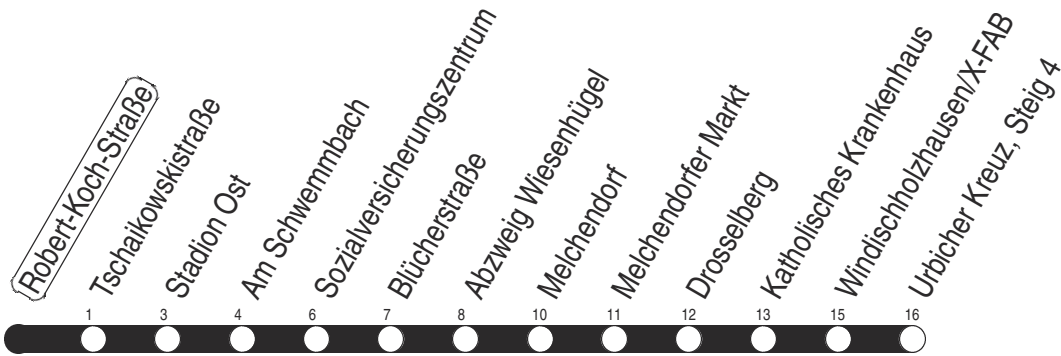 Robert-Koch-Straße
Tschaikowskistraße
Stadion Ost
Am Schwemmbach
Sozialversicherungszentrum
Blücherstraße
Abzweig Wiesenhügel
Melchendorf
Melchendorfer Markt
Drosselberg
Katholisches Krankenhaus
Windischholzhausen/X-FAB
Urbicher Kreuz, Steig 4
1 3 4 6 7 8 10 11 12 13 15 16